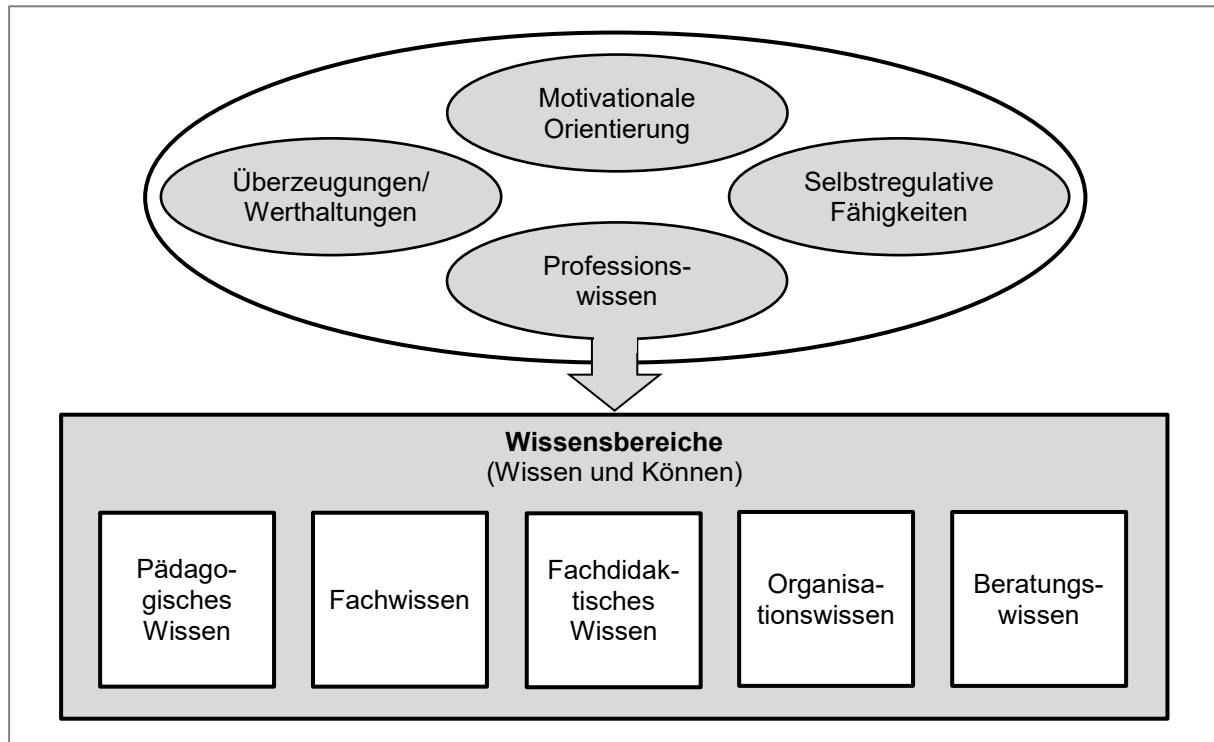 Motivationale
Orientierung
Überzeugungen/
Werthaltungen
Selbstregulative
Fähigkeiten
Professions-
wissen
Wissensbereiche
(Wissen und Können)
Pädago-
gisches
Wissen
Fachwissen
Fachdidak-
tisches
Wissen
Organisa-
tionswissen
Beratungs-
wissen